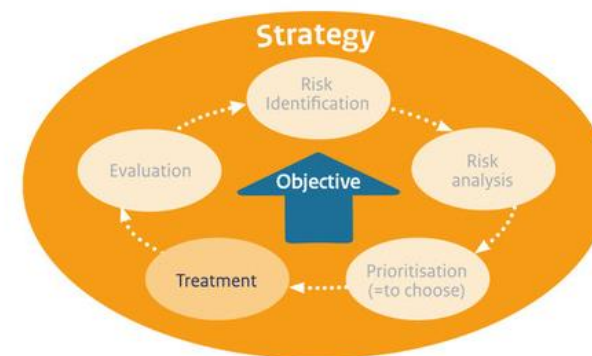 Strategy
Risk
Identification
Risk
analysis
Prioritisation
(=to choose)
Treatment
Evaluation
Objective